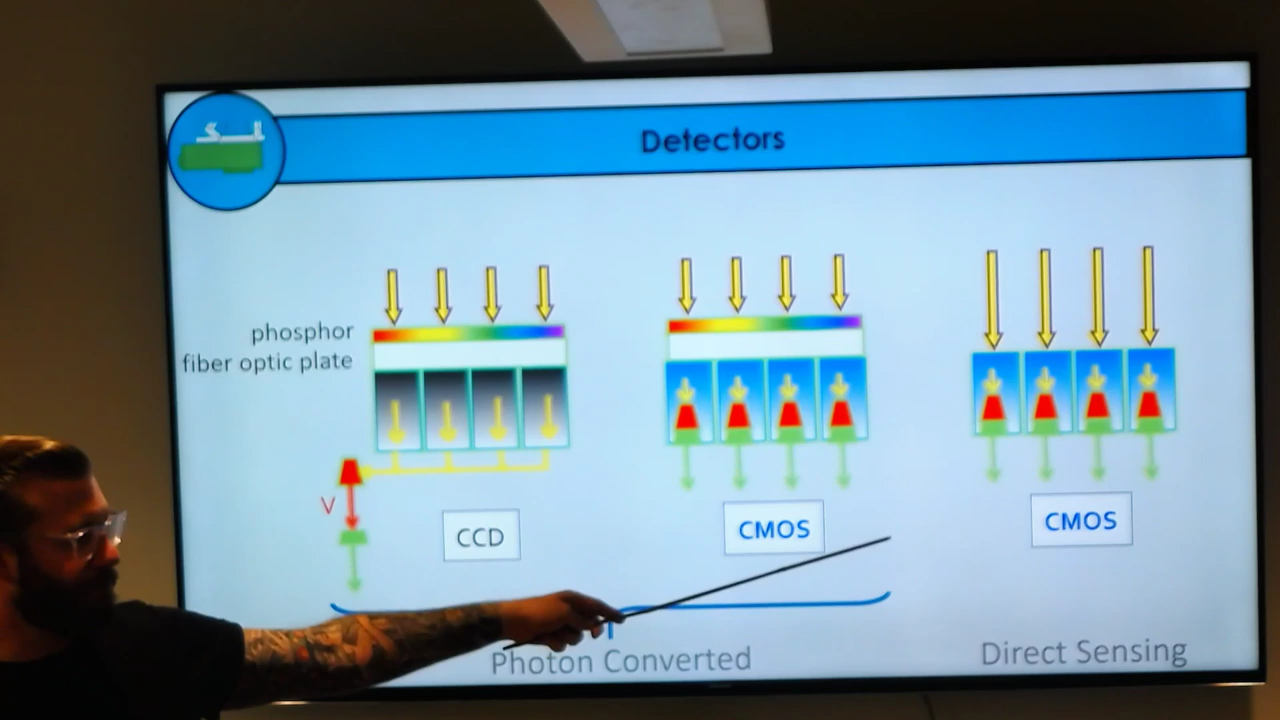 Detectors
phosphor
fiber optic plate
V
CCD
CMOS
CMOS
Photon Converted
Direct Sensing